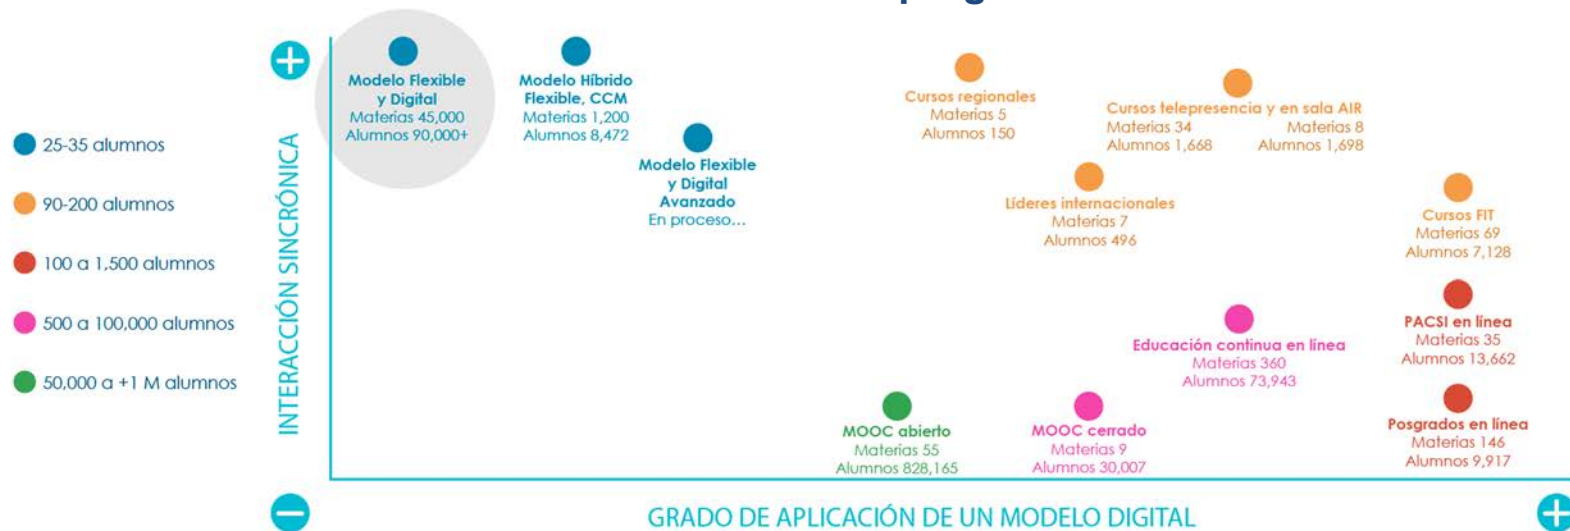 25-35 alumnos
90-200 alumnos
100 a 1,500 alumnos
500 a 100,000 alumnos
50,000 a +1 M alumnos
INTERACCIÓN SINCRÓNICA
Modelo Flexible
y Digital
Materias 45,000
Alumnos 90,000+
Modelo Híbrido
Flexible, CCM
Materias 1,200
Alumnos 8,472
Modelo Flexible
y Digital
Avanzado
En proceso...
Cursos regionales
Materias 5
Alumnos 150
Cursos telepresencia y en sala AIR
Materias 34 Materias 8
Alumnos 1,668 Alumnos 1,698
Líderes internacionales
Materias 7
Alumnos 496
Cursos FIT
Materias 69
Alumnos 7,128
PACSI en línea
Materias 35
Alumnos 13,662
Educación continua en línea
Materias 360
Alumnos 73,943
MOOC abierto
Materias 55
Alumnos 828,165
MOOC cerrado
Materias 9
Alumnos 30,007
Posgrados en línea
Materias 146
Alumnos 9,917
GRADO DE APLICACIÓN DE UN MODELO DIGITAL